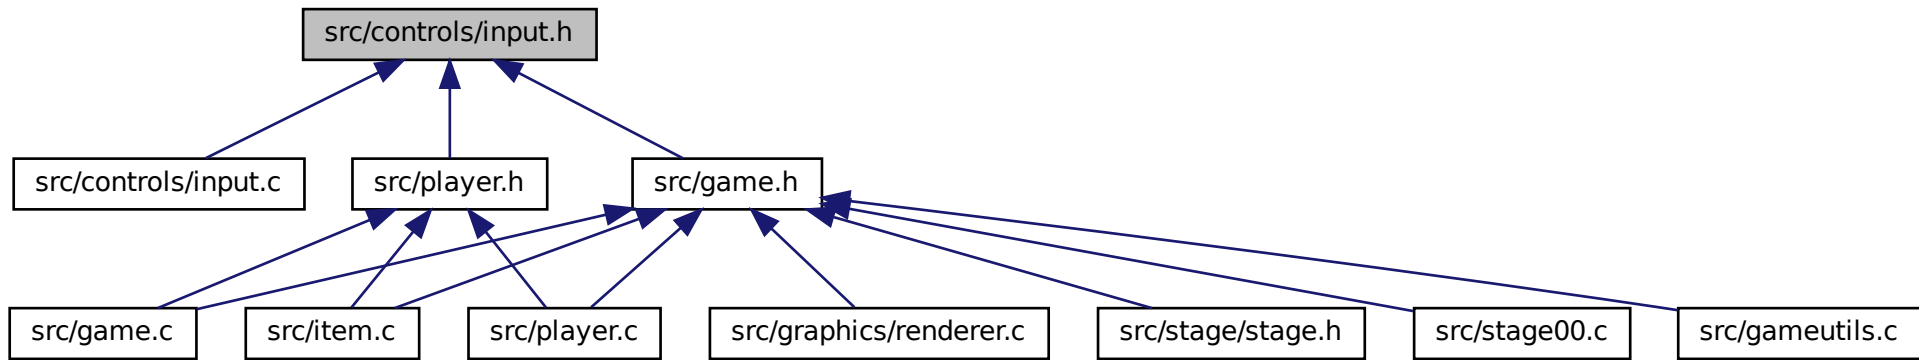 src/controls/input.h
src/controls/input.c
src/player.h
src/game.h
src/game.c
src/item.c
src/player.c
src/graphics/renderer.c
src/stage/stage.h
src/stage00.c
src/gameutils.c